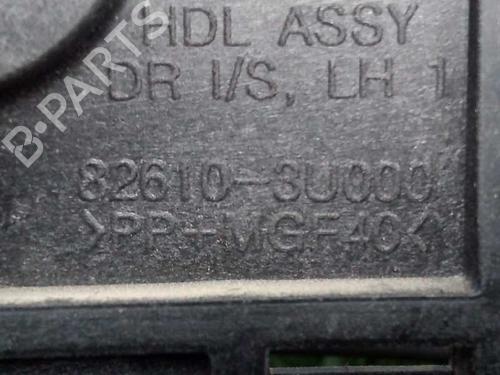 HDL ASSY
DR I/S, LH 1
82610-3U000
>PP+MGF40<
B-PARTS